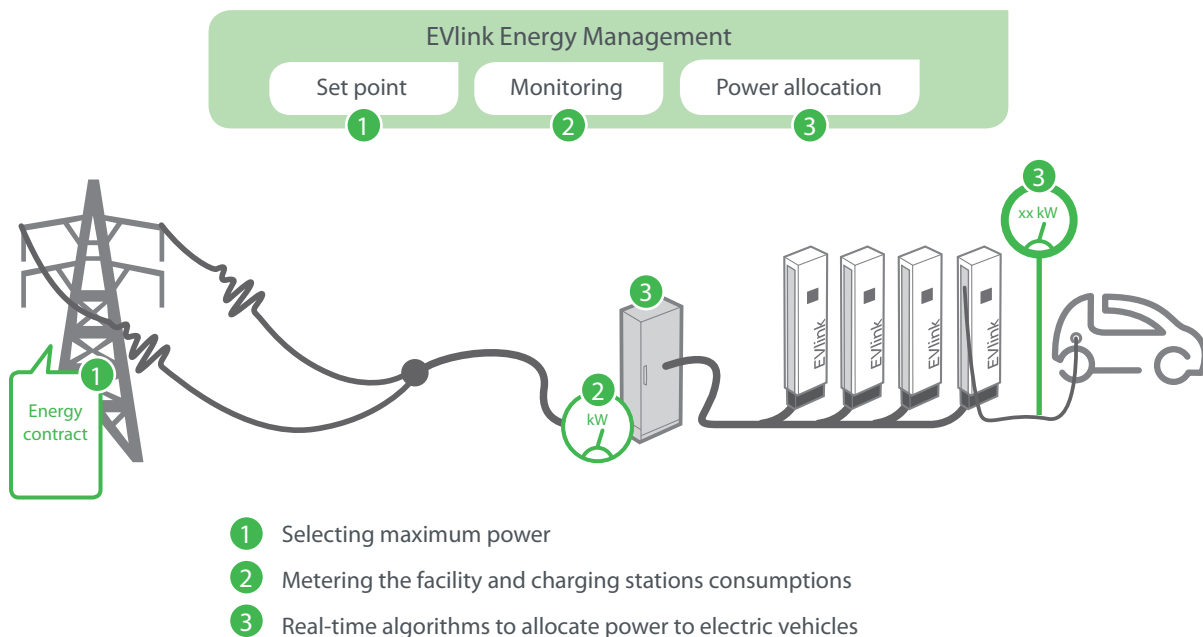 EVlink Energy Management
Set point
Monitoring
Power allocation
1
2
3
3
xx kW
3
EVlink
EVlink
EVlink
EVlink
1
Energy
contract
2
kW
1 Selecting maximum power
2 Metering the facility and charging stations consumptions
3 Real-time algorithms to allocate power to electric vehicles